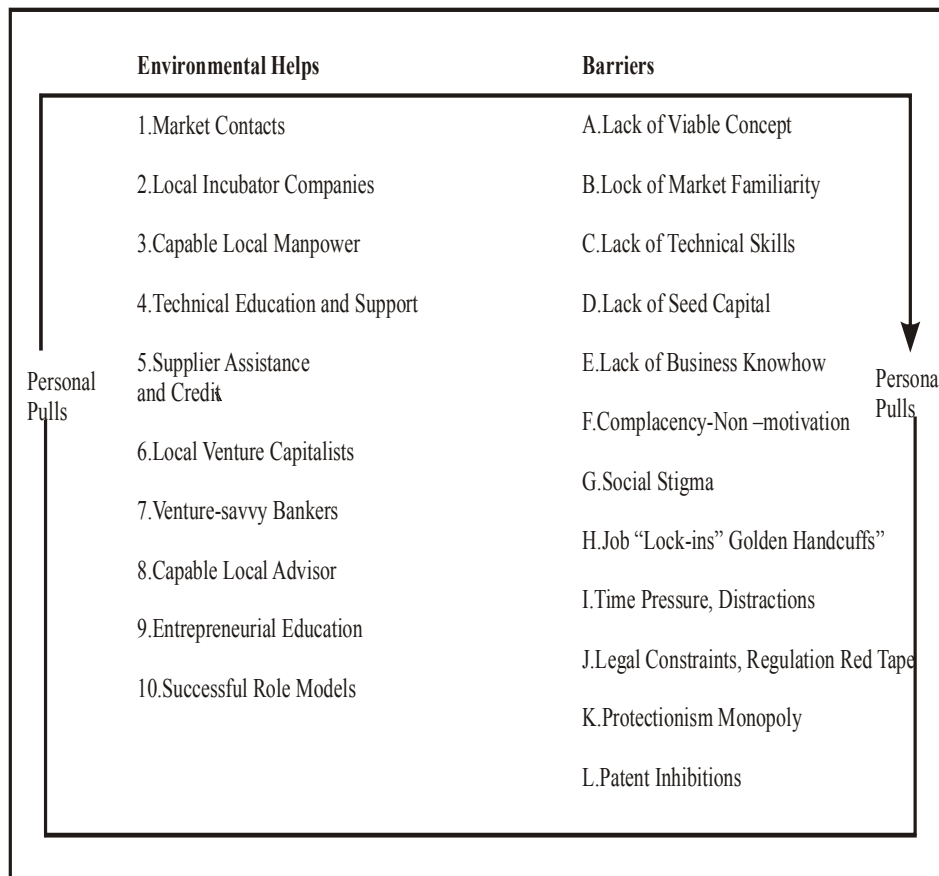 Environmental Helps
1.Market Contacts
2.Local Incubator Companies
3.Capable Local Manpower
4.Technical Education and Support
5.Supplier Assistance
and Credit
6.Local Venture Capitalists
7.Venture-savvy Bankers
8.Capable Local Advisor
9.Entrepreneurial Education
10.Successful Role Models
Barriers
A.Lack of Viable Concept
B.Lock of Market Familiarity
C.Lack of Technical Skills
D.Lack of Seed Capital
E.Lack of Business Knowhow
F.Complacency-Non –motivation
G.Social Stigma
H.Job “Lock-ins” Golden Handcuffs”
I.Time Pressure, Distractions
J.Legal Constraints, Regulation Red Tape
K.Protectionism Monopoly
L.Patent Inhibitions
Personal
Pulls
Persona
Pulls